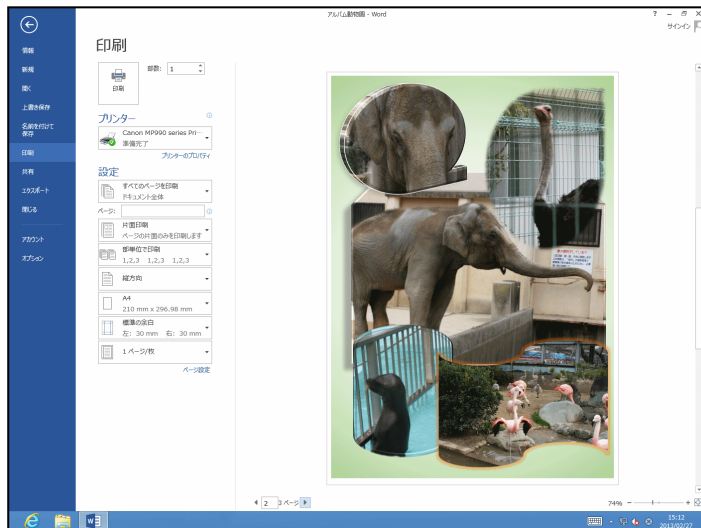 アルバム動物園 - Word
?
サインイン
情報
新規
開く
上書き保存
名前を付けて
保存
印刷
共有
エクスポート
閉じる
アカウント
オプション
印刷
部数: 1
印刷
プリンター
Canon MP990 series Pri…
準備完了
プリンターのプロパティ
設定
すべてのページを印刷
ドキュメント全体
ページ:
片面印刷
ページの片面のみを印刷します
部単位で印刷
1,2,3 1,2,3 1,2,3
縦方向
A4
210 mm x 296.98 mm
標準の余白
左: 30 mm 右: 30 mm
1 ページ/枚
ページ設定
2 3 ページ
74%
15:12
2013/02/27